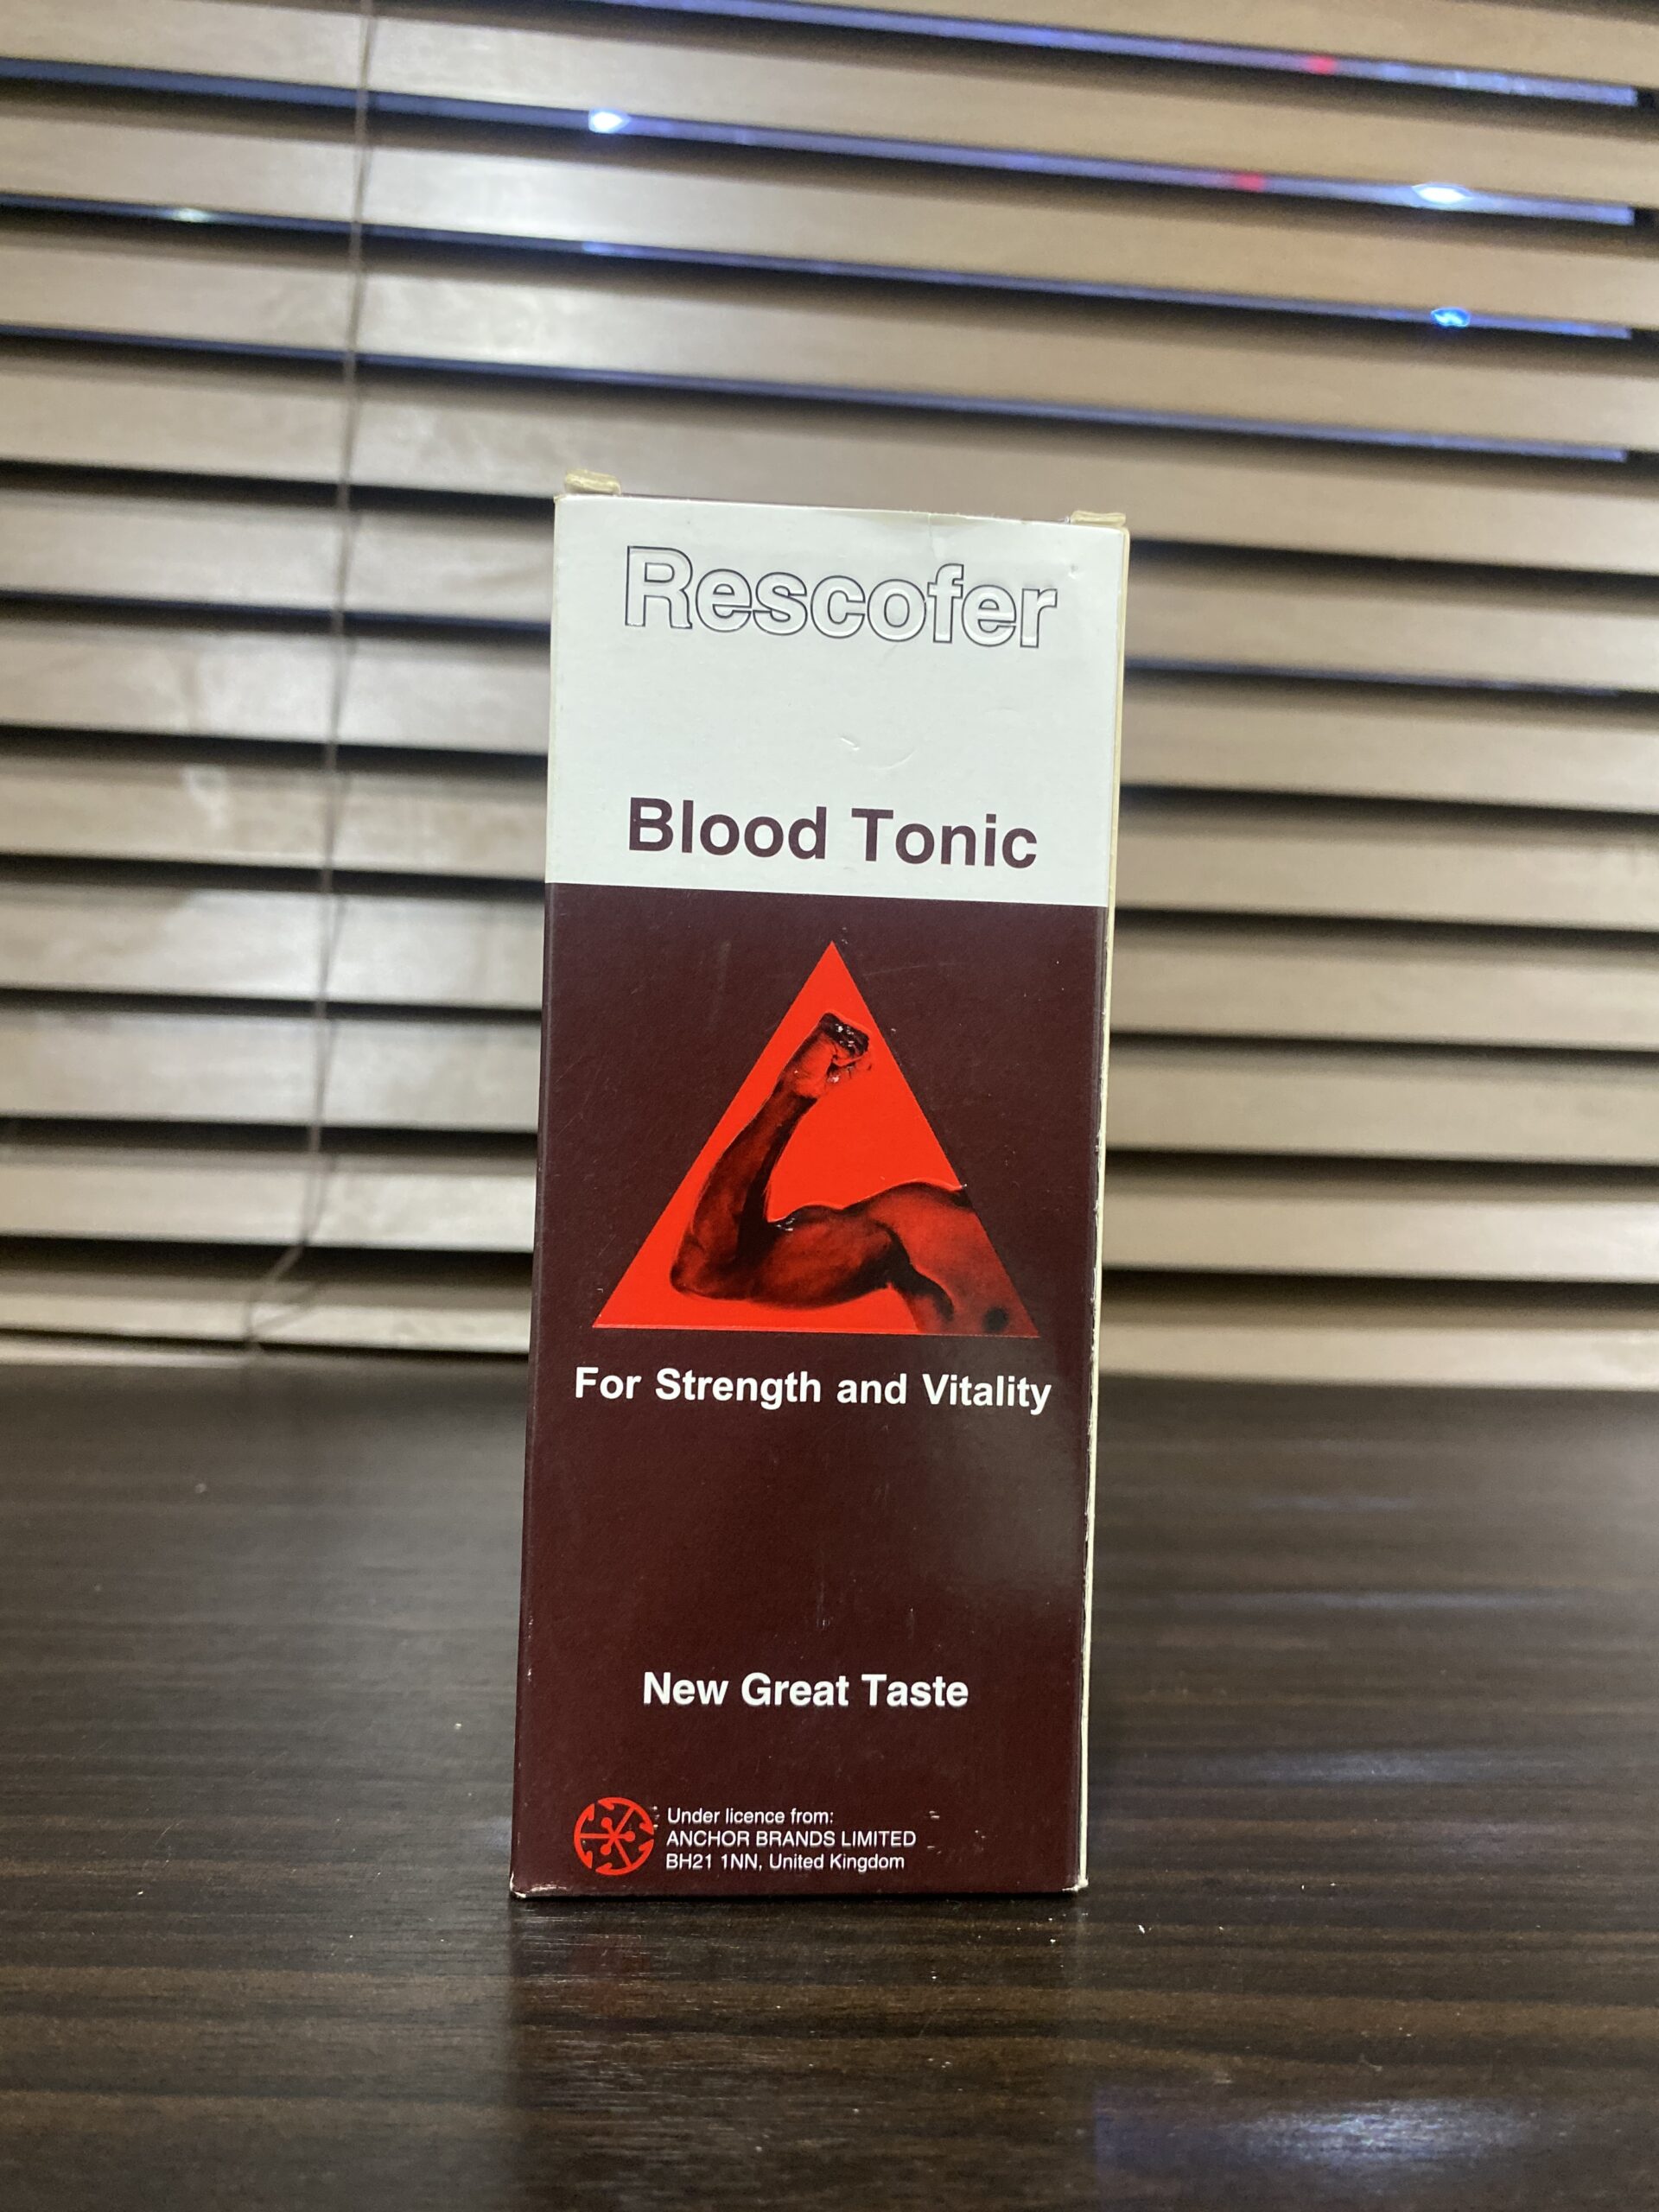 Rescofer
Blood Tonic
For Strength and Vitality
New Great Taste
Under licence from:
ANCHOR BRANDS LIMITED
BH21 1NN, United Kingdom